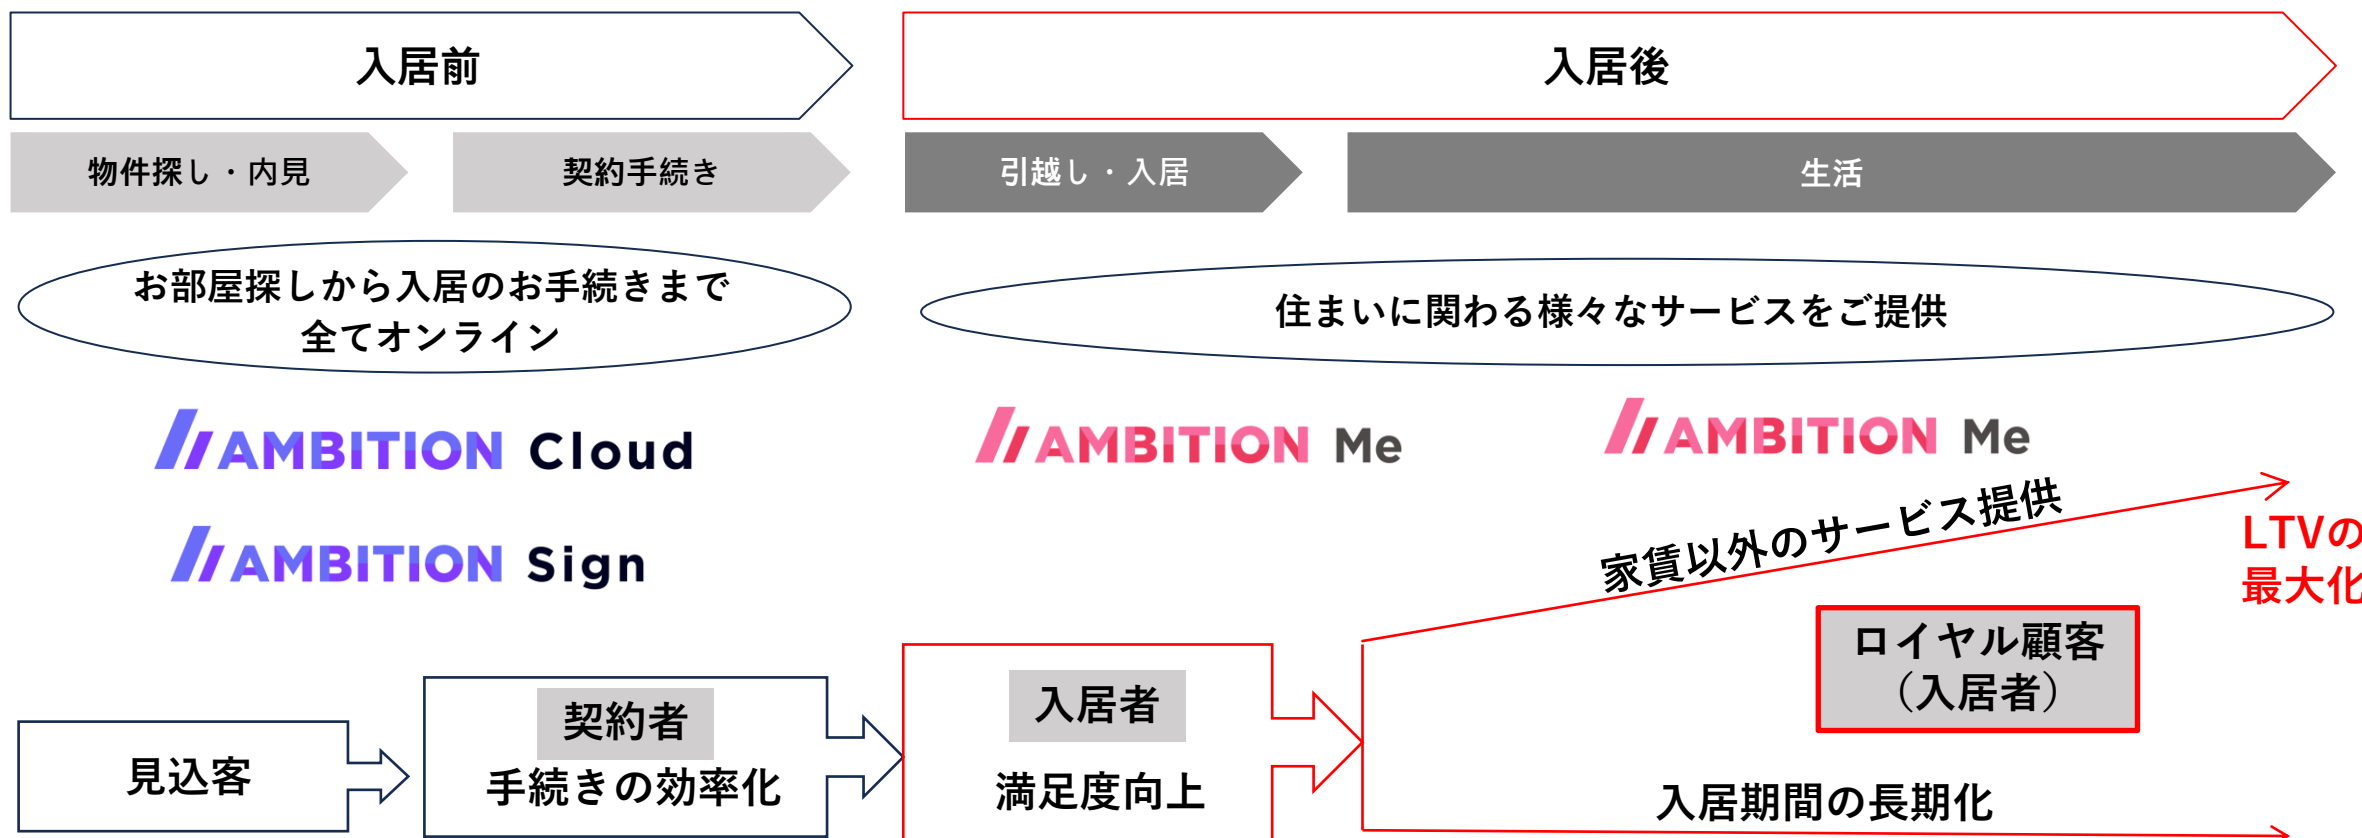 入居前
入居後
物件探し・内見
契約手続き
引越し・入居
生活
お部屋探しから入居のお手続きまで
全てオンライン
住まいに関わる様々なサービスをご提供
AMBITION Cloud
AMBITION Me
AMBITION Me
AMBITION Sign
家賃以外のサービス提供
LTVの
最大化
ロイヤル顧客
（入居者）
見込客
契約者
手続きの効率化
入居者
満足度向上
入居期間の長期化